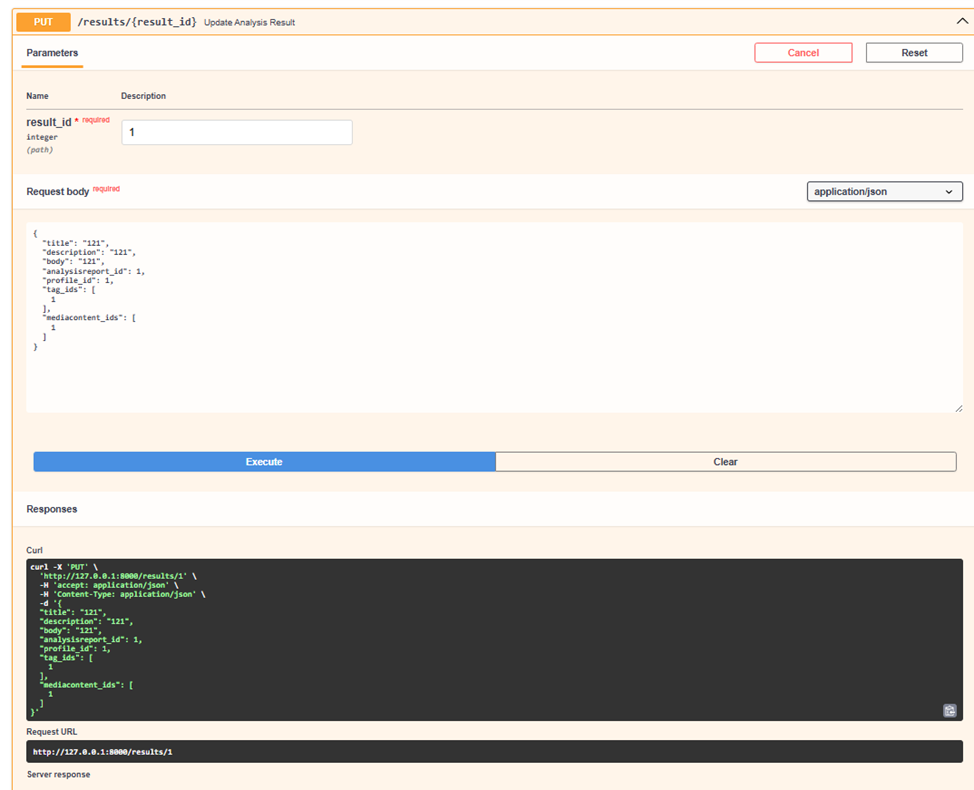 PUT /results/{result_id} Update Analysis Result
Parameters Cancel Reset
Name Description
result_id * required 1
integer
(path)
Request body required application/json
{
  "title": "121",
  "description": "121",
  "body": "121",
  "analysisreport_id": 1,
  "profile_id": 1,
  "tag_ids": [
    1
  ],
  "mediacontent_ids": [
    1
  ]
}
Execute Clear
Responses
Curl
curl -X 'PUT' \
  'http://127.0.0.1:8000/results/1' \
  -H 'accept: application/json' \
  -H 'Content-Type: application/json' \
  -d '{
  "title": "121",
  "description": "121",
  "body": "121",
  "analysisreport_id": 1,
  "profile_id": 1,
  "tag_ids": [
    1
  ],
  "mediacontent_ids": [
    1
  ]
}'
Request URL
http://127.0.0.1:8000/results/1
Server response